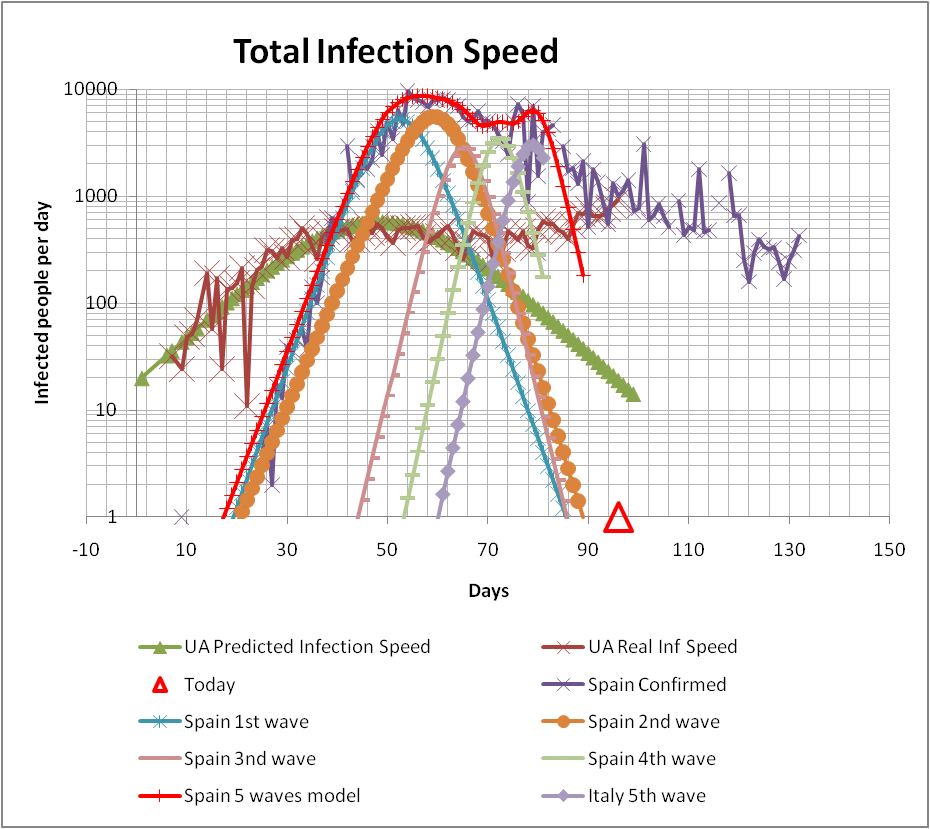 Total Infection Speed
Infected people per day
10000
1000
100
10
1
-10 10 30 50 70 90 110 130 150
Days
UA Predicted Infection Speed UA Real Inf Speed
Today Spain Confirmed
Spain 1st wave Spain 2nd wave
Spain 3nd wave Spain 4th wave
Spain 5 waves model Italy 5th wave